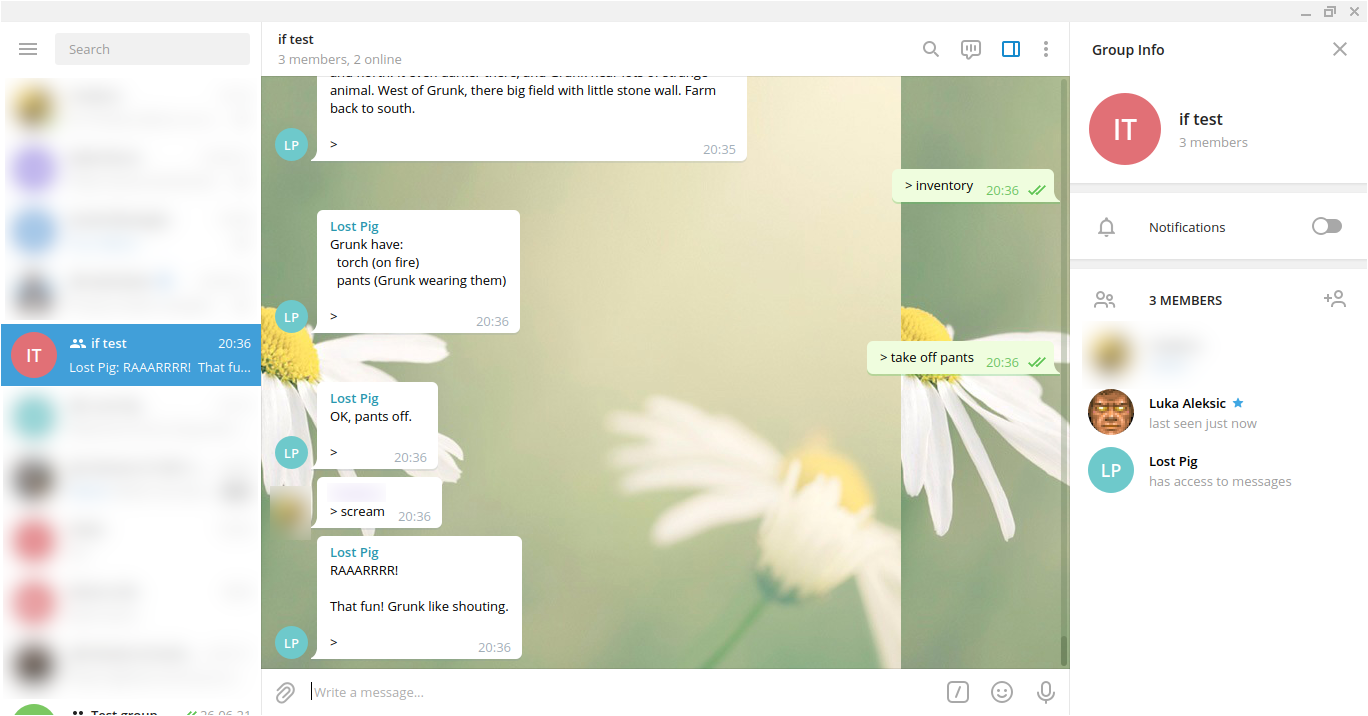 Search
if test
20:36
Lost Pig: RAAARRRR! That fu...
Test group
26.06.21
if test
3 members, 2 online
animal. West of Grunk, there big field with little stone wall. Farm
back to south.
>
20:35
LP
> inventory 20:36
Lost Pig
Grunk have:
torch (on fire)
pants (Grunk wearing them)
>
20:36
LP
> take off pants 20:36
Lost Pig
OK, pants off.
>
20:36
LP
> scream 20:36
Lost Pig
RAAARRRR!
That fun! Grunk like shouting.
>
20:36
LP
Write a message...
Group Info
IT
if test
3 members
Notifications
3 MEMBERS
Luka Aleksic
last seen just now
LP
Lost Pig
has access to messages
IT